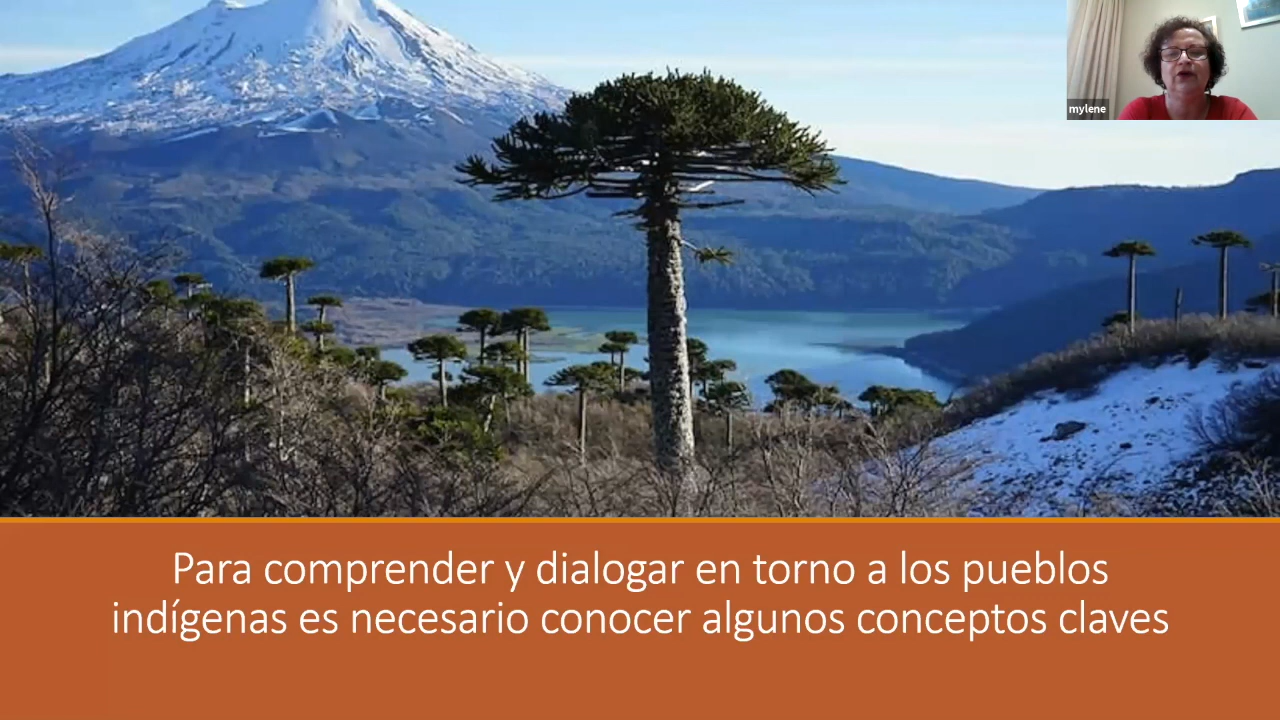 mylene
Para comprender y dialogar en torno a los pueblos
indígenas es necesario conocer algunos conceptos claves